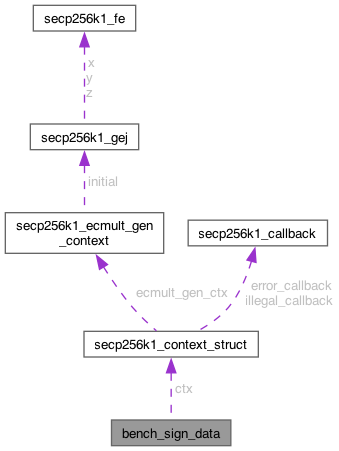 secp256k1_fe
x
y
z
secp256k1_gej
initial
secp256k1_ecmult_gen
_context
secp256k1_callback
ecmult_gen_ctx
error_callback
illegal_callback
secp256k1_context_struct
ctx
bench_sign_data